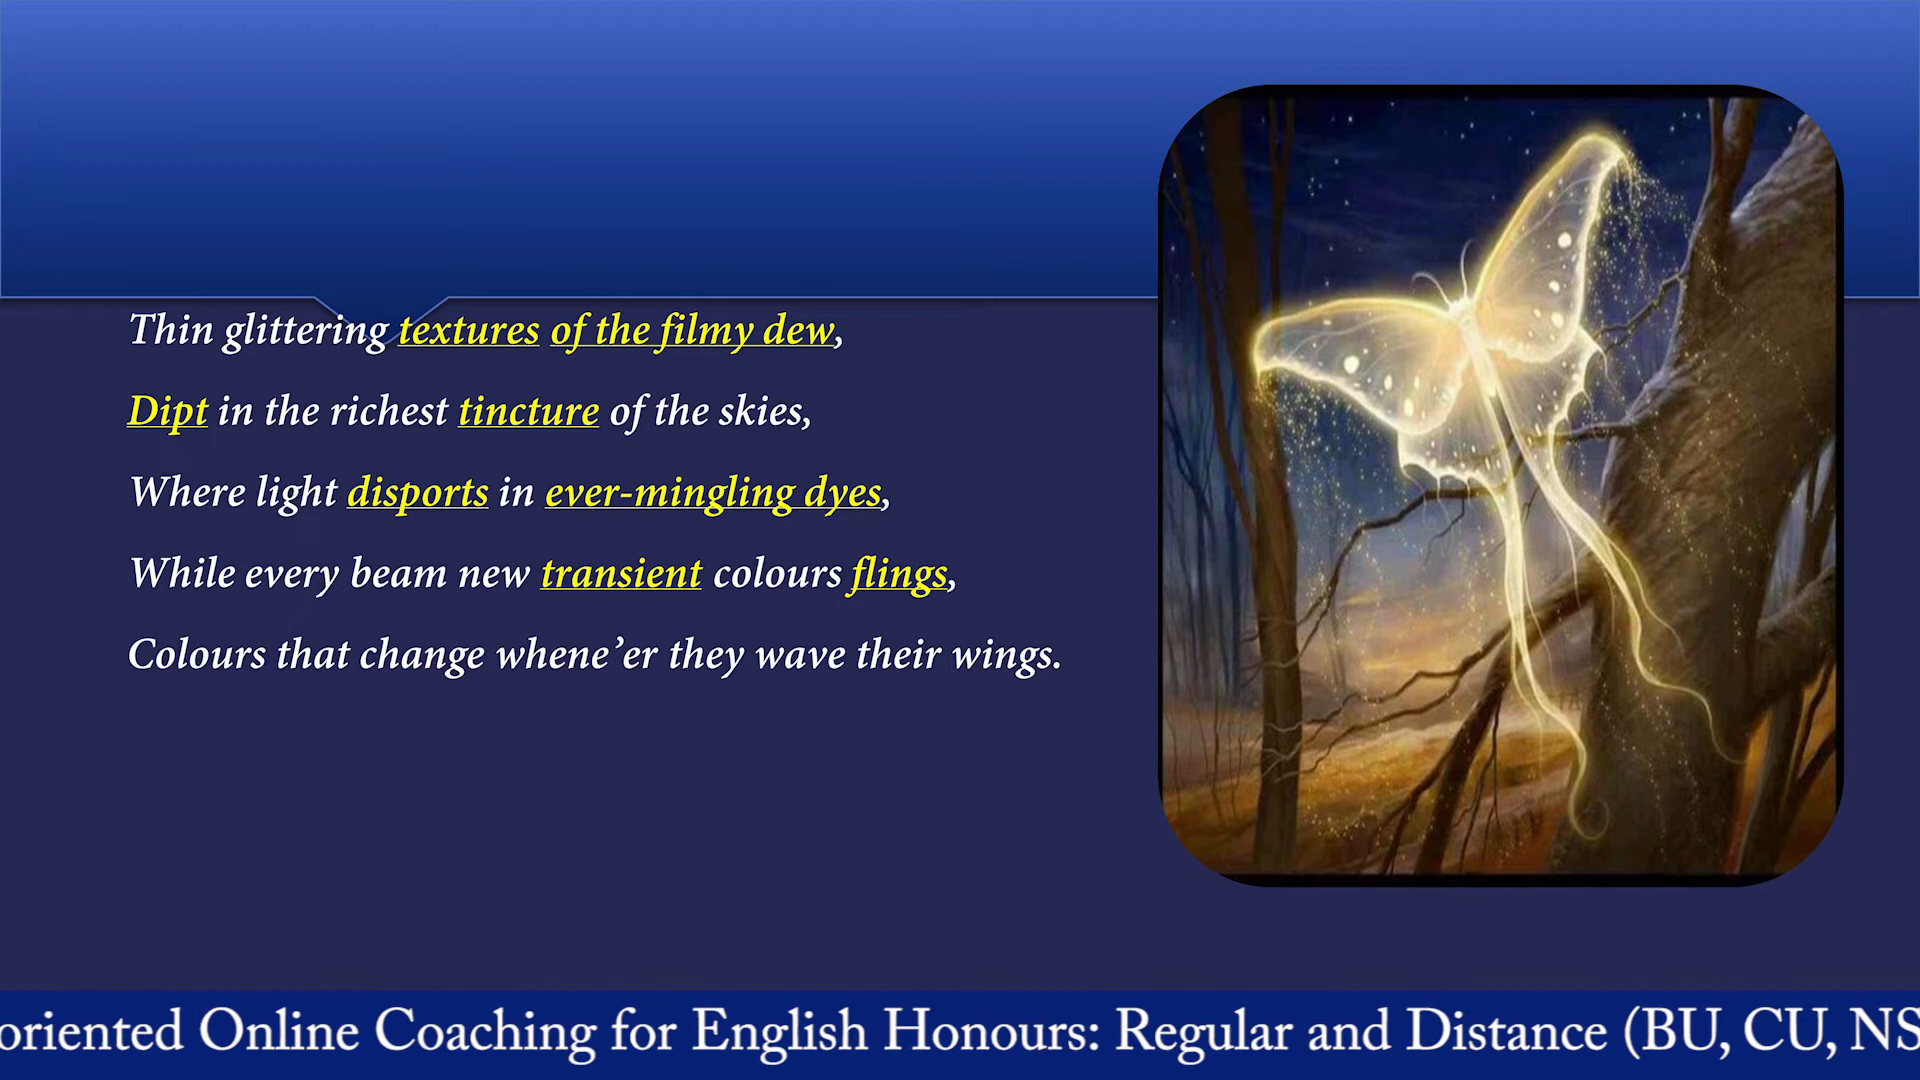 Thin glittering textures of the filmy dew,
Dipt in the richest tincture of the skies,
Where light disports in ever-mingling dyes,
While every beam new transient colours flings,
Colours that change whene’er they wave their wings.
oriented Online Coaching for English Honours: Regular and Distance (BU, CU, NS